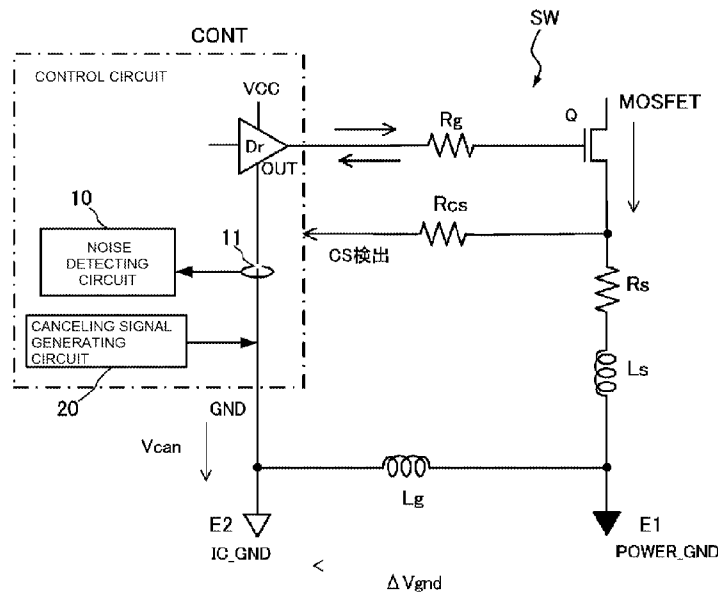 SW
CONT
CONTROL CIRCUIT
VCC
MOSFET
Rg
Q
Dr
OUT
10
11
Rcs
CS検出
NOISE
DETECTING
CIRCUIT
Rs
CANCELING SIGNAL
GENERATING
CIRCUIT
Ls
20
GND
Vcan
Lg
E2
E1
IC_GND
POWER_GND
<
ΔVgnd